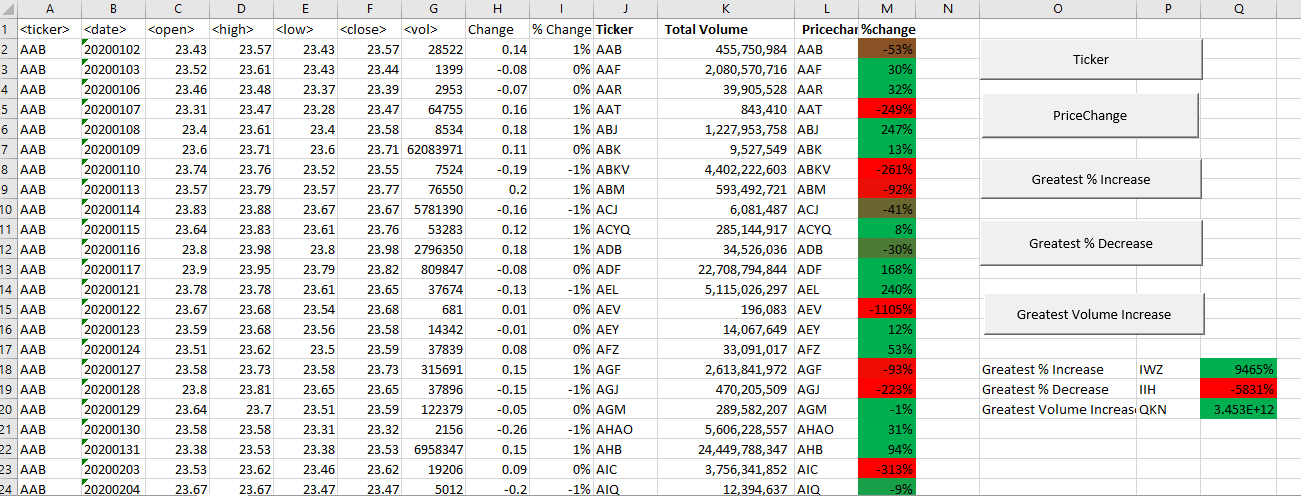 A B C D E F G H I J K L M N O P Q
1 <ticker> <date> <open> <high> <low> <close> <vol> Change % Change Ticker Total Volume Pricechar %change
2 AAB 20200102 23.43 23.57 23.43 23.57 28522 0.14 1% AAB 455,750,984 AAB -53%
Ticker
3 AAB 20200103 23.52 23.61 23.43 23.44 1399 -0.08 0% AAF 2,080,570,716 AAF 30%
4 AAB 20200106 23.46 23.48 23.37 23.39 2953 -0.07 0% AAR 39,905,528 AAR 32%
5 AAB 20200107 23.31 23.47 23.28 23.47 64755 0.16 1% AAT 843,410 AAT -249%
PriceChange
6 AAB 20200108 23.4 23.61 23.4 23.58 8534 0.18 1% ABJ 1,227,953,758 ABJ 247%
7 AAB 20200109 23.6 23.71 23.6 23.71 62083971 0.11 0% ABK 9,527,549 ABK 13%
8 AAB 20200110 23.74 23.76 23.52 23.55 7524 -0.19 -1% ABKV 4,402,222,603 ABKV -261%
Greatest % Increase
9 AAB 20200113 23.57 23.79 23.57 23.77 76550 0.2 1% ABM 593,492,721 ABM -92%
10 AAB 20200114 23.83 23.88 23.67 23.67 5781390 -0.16 -1% ACJ 6,081,487 ACJ -41%
11 AAB 20200115 23.64 23.83 23.61 23.76 53283 0.12 1% ACYQ 285,144,917 ACYQ 8%
Greatest % Decrease
12 AAB 20200116 23.8 23.98 23.8 23.98 2796350 0.18 1% ADB 34,526,036 ADB -30%
13 AAB 20200117 23.9 23.95 23.79 23.82 809847 -0.08 0% ADF 22,708,794,844 ADF 168%
14 AAB 20200121 23.78 23.78 23.61 23.65 37674 -0.13 -1% AEL 5,115,026,297 AEL 240%
15 AAB 20200122 23.67 23.68 23.54 23.68 681 0.01 0% AEV 196,083 AEV -1105%
Greatest Volume Increase
16 AAB 20200123 23.59 23.68 23.56 23.58 14342 -0.01 0% AEY 14,067,649 AEY 12%
17 AAB 20200124 23.51 23.62 23.5 23.59 37839 0.08 0% AFZ 33,091,017 AFZ 53%
18 AAB 20200127 23.58 23.73 23.58 23.73 315691 0.15 1% AGF 2,613,841,972 AGF -93% Greatest % Increase IWZ 9465%
19 AAB 20200128 23.8 23.81 23.65 23.65 37896 -0.15 -1% AGJ 470,205,509 AGJ -223% Greatest % Decrease IIH -5831%
20 AAB 20200129 23.64 23.7 23.51 23.59 122379 -0.05 0% AGM 289,582,207 AGM -1% Greatest Volume Increase QKN 3.453E+12
21 AAB 20200130 23.58 23.58 23.31 23.32 2156 -0.26 -1% AHAO 5,606,228,557 AHAO 31%
22 AAB 20200131 23.38 23.53 23.38 23.53 6958347 0.15 1% AHB 24,449,788,347 AHB 94%
23 AAB 20200203 23.53 23.62 23.46 23.62 19206 0.09 0% AIC 3,756,341,852 AIC -313%
24 AAB 20200204 23.67 23.67 23.47 23.47 5012 -0.2 -1% AIQ 12,394,637 AIQ -9%